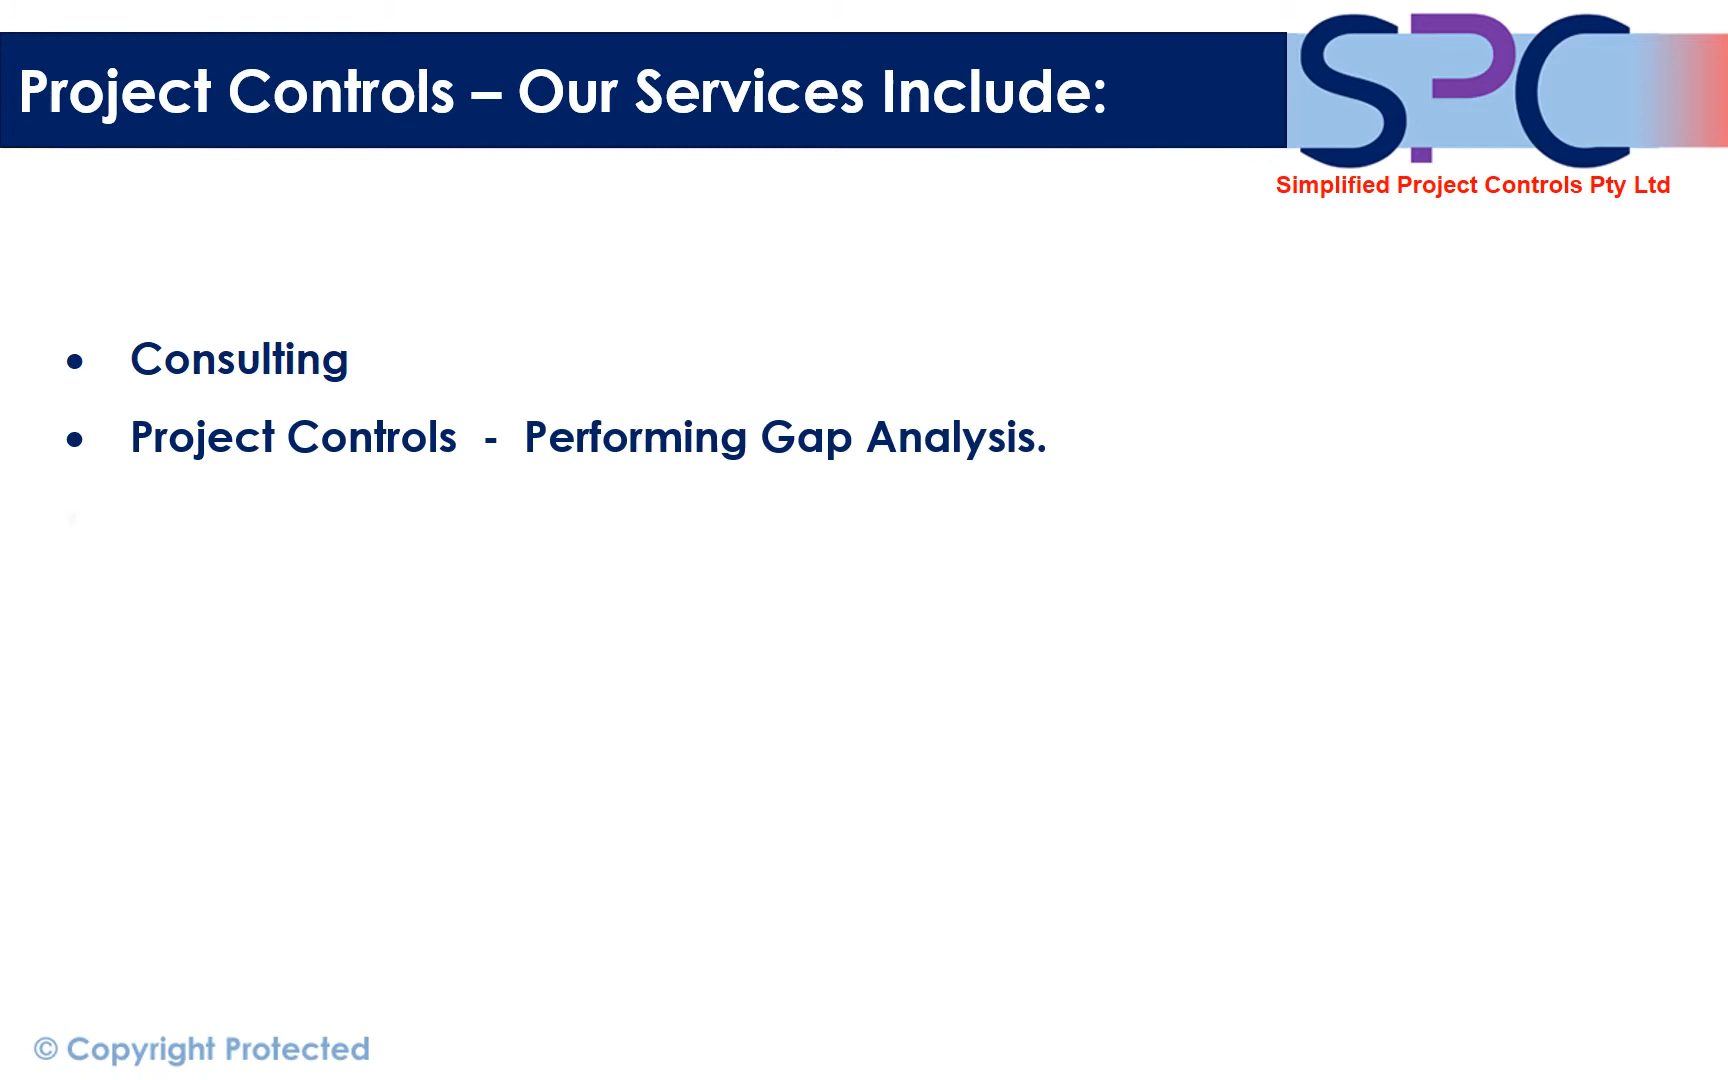 Project Controls – Our Services Include:
SPC
Simplified Project Controls Pty Ltd
• Consulting
• Project Controls - Performing Gap Analysis.
© Copyright Protected